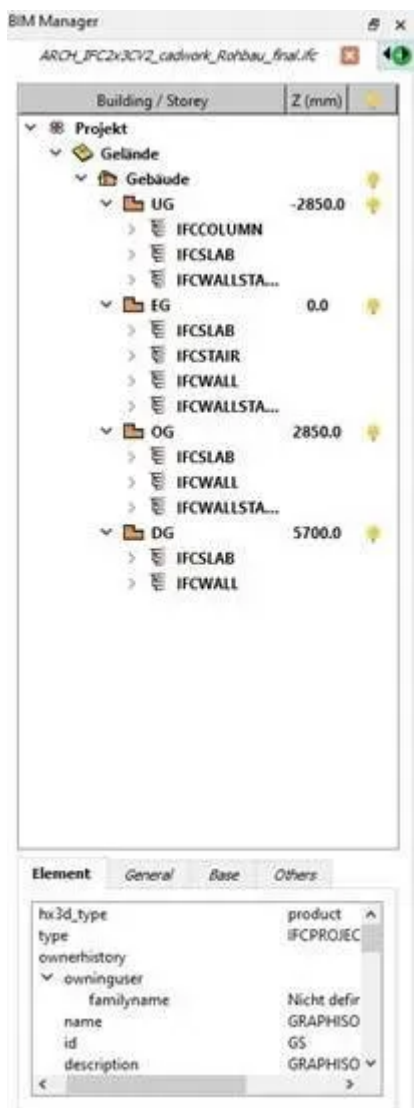 BIM Manager
ARCH_IFC2x3CV2_cadwork_Rohbau_final.ifc
Building / Storey Z (mm)
Projekt
Gelände
Gebäude
UG -2850.0
IFCCOLUMN
IFCSLAB
IFCWALLSTA...
EG 0.0
IFCSLAB
IFCSTAIR
IFCWALL
IFCWALLSTA...
OG 2850.0
IFCSLAB
IFCWALL
IFCWALLSTA...
DG 5700.0
IFCSLAB
IFCWALL
Element General Base Others
hx3d_type product
type IFCPROJEC
ownerhistory
owninguser
familyname Nicht defir
name GRAPHISO
id GS
description GRAPHISO